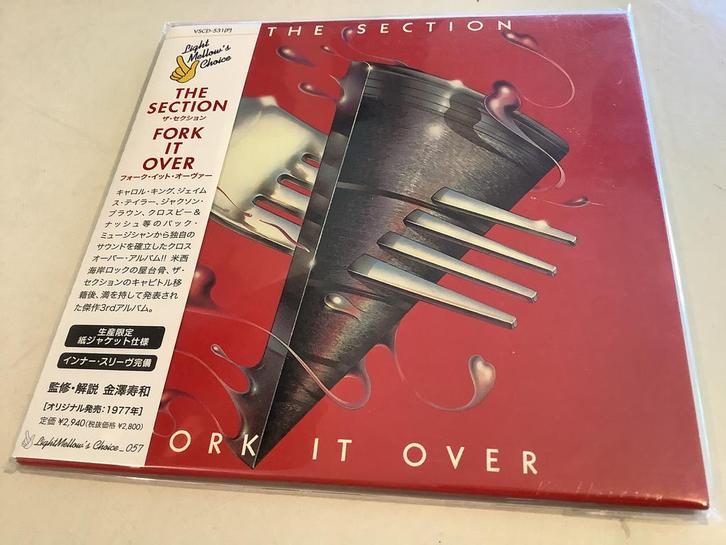 VSCD-531(P)
Light
Mellow's
Choice
THE
SECTION
ザ・セクション
FORK
IT
OVER
フォーク・イット・オーヴァー
キャロル・キング、ジェイム
ス・テイラー、ジャクソン・
ブラウン、クロスビー&
ナッシュ等のバック・
ミュージシャンから独自の
サウンドを確立したクロス
オーバー・アルバム!! 米西
海岸ロックの屋台骨、ザ・
セクションのキャピトル移
籍後、満を持して発表され
た傑作3rdアルバム。
生産限定
紙ジャケット仕様
インナー・スリーヴ完備
監修・解説 金澤寿和
[オリジナル発売:1977年]
定価 ¥2,940(税抜価格 ¥2,800)
LightMellow's Choice_057
THE SECTION
ORK IT OVER